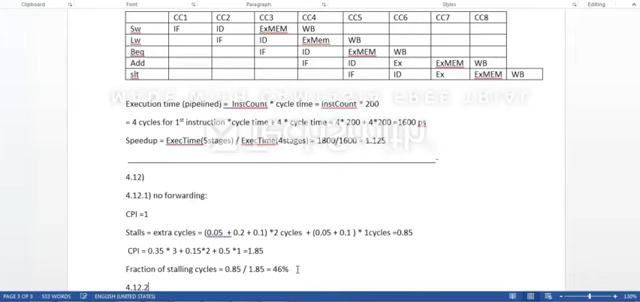 Paragraph
Styles
Editing
CC1 CC2 CC3 CC4 CC5 CC6 CC7 CC8
Sw IF ID ExMEM WB
Lw IF ID ExMem WB
Beq IF ID ExMEM WB
Add IF ID Ex ExMEM WB
slt IF ID Ex ExMEM WB
Execution time (pipelined) = InstCount * cycle time = instCount * 200
= 4 cycles for 1st instruction *cycle time + 4 * cycle time = 4* 200 + 4*200 =1600 ps
Speedup = ExecTime(5stages) / ExecTime(4stages) = 1800/1600 = 1.125
4.12)
4.12.1) no forwarding:
CPI =1
Stalls = extra cycles = (0.05 + 0.2 + 0.1) *2 cycles + (0.05 + 0.1 ) * 1cycles =0.85
CPI = 0.35 * 3 + 0.15*2 + 0.5 *1 =1.85
Fraction of stalling cycles = 0.85 / 1.85 = 46%
4.12.2
PAGE 3 OF 3 533 WORDS ENGLISH (UNITED STATES) 130%